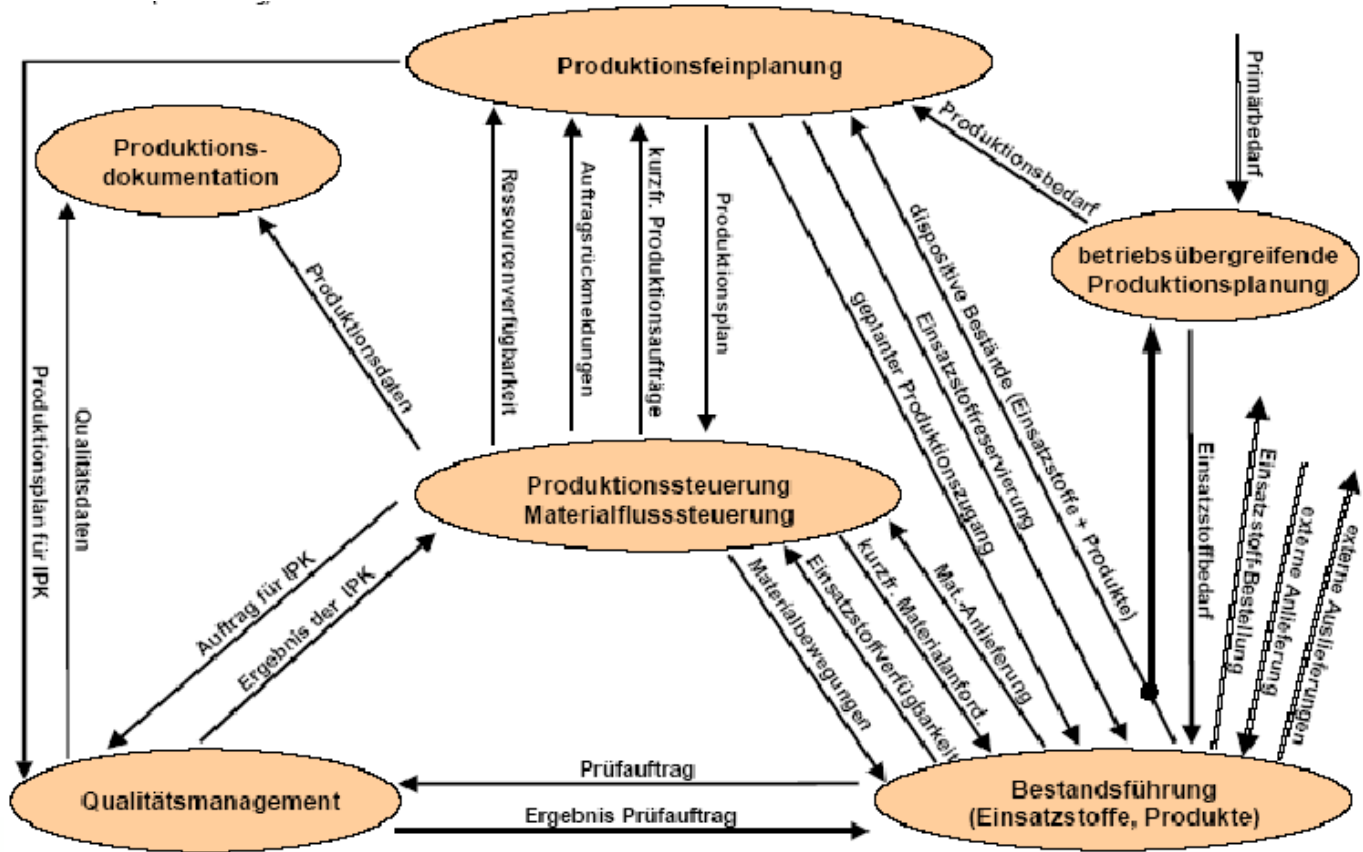 Produktionsfeinplanung
Primärbedarf
Produktionsbedarf
Produktions-
dokumentation
Ressourcenverfügbarkeit
Auftragsrückmeldungen
kurzfr. Produktionsaufträge
Produktionsplan
dispositive Bestände (Einsatzstoffe + Produkte)
Einsatzstoffreservierung
geplanter Produktionszugang
betriebsübergreifende
Produktionsplanung
Produktionsdaten
Produktionsplan für IPK
Qualitätsdaten
Produktionssteuerung
Materialflusssteuerung
Einsatzstoffbedarf
Einsatzstoff-Bestellung
externe Anlieferung
externe Auslieferungen
Auftrag für IPK
Ergebnis der IPK
Materialbewegungen
Einsatzstoffverfügbarkeit
kurzfr. Materialanford.
Mat.-Anlieferung
Qualitätsmanagement
Prüfauftrag
Ergebnis Prüfauftrag
Bestandsführung
(Einsatzstoffe, Produkte)